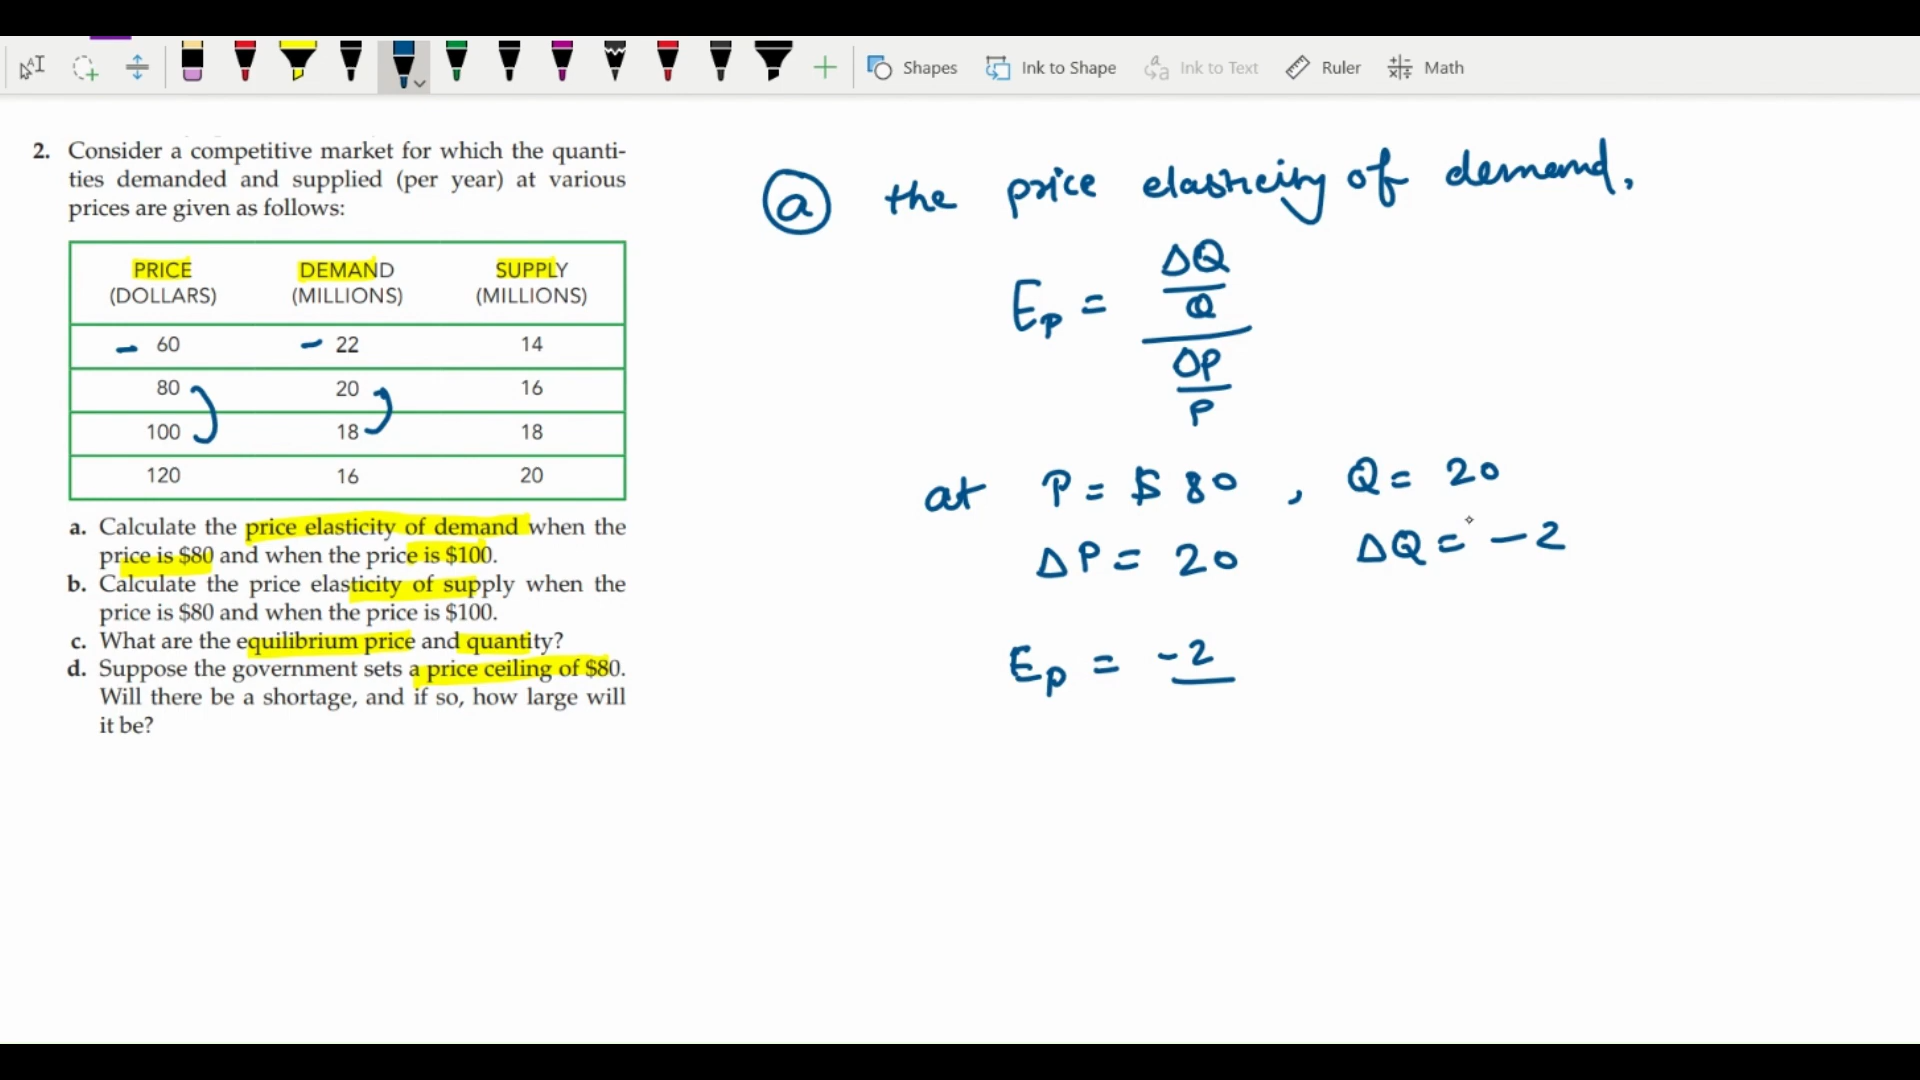 Shapes Ink to Shape Ink to Text Ruler Math
2. Consider a competitive market for which the quanti-
ties demanded and supplied (per year) at various
prices are given as follows:
PRICE DEMAND SUPPLY
(DOLLARS) (MILLIONS) (MILLIONS)
60 22 14
80 20 16
100 18 18
120 16 20
a. Calculate the price elasticity of demand when the
price is $80 and when the price is $100.
b. Calculate the price elasticity of supply when the
price is $80 and when the price is $100.
c. What are the equilibrium price and quantity?
d. Suppose the government sets a price ceiling of $80.
Will there be a shortage, and if so, how large will
it be?
a the price elasticity of demand,
ΔQ
Q
Ep =
ΔP
P
at P = $80 , Q = 20
ΔP = 20 ΔQ = -2
Ep = -2